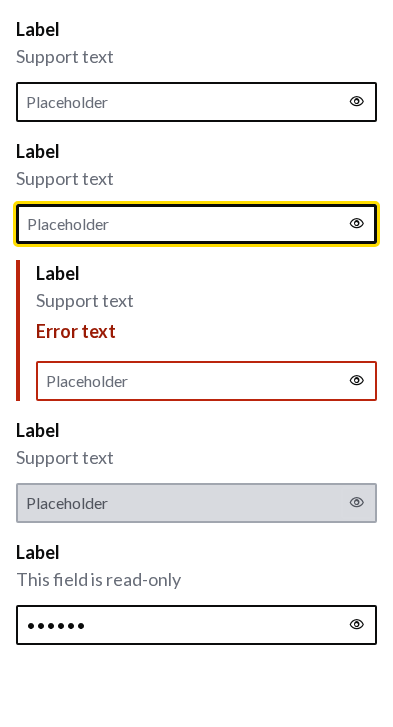 Label
Support text
Placeholder
Label
Support text
Placeholder
Label
Support text
Error text
Placeholder
Label
Support text
Placeholder
Label
This field is read-only
••••••